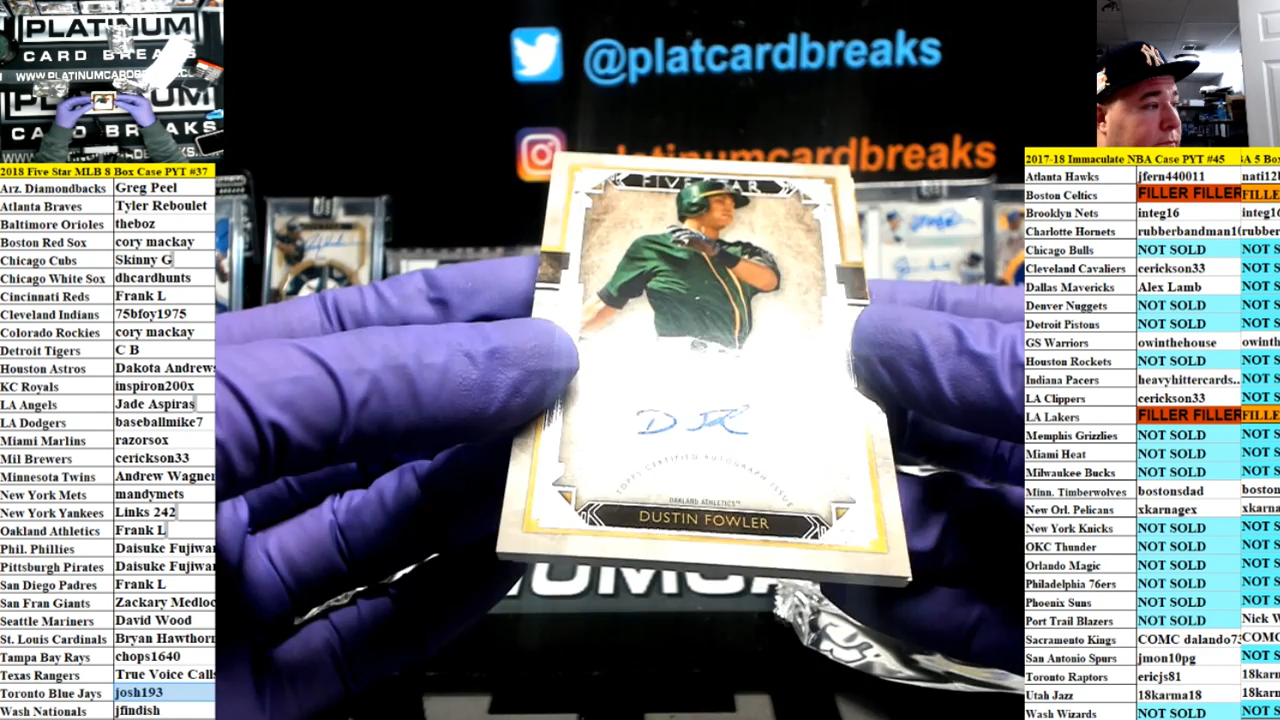 PLATINUM
CARD BREAKS
WWW.PLATINUMCARDBREAKS.CL
CARD BREAKS
@platcardbreaks
platinumcardbreaks
2018 Five Star MLB 8 Box Case PYT #37
Arz. Diamondbacks Greg Peel
Atlanta Braves Tyler Reboulet
Baltimore Orioles theboz
Boston Red Sox cory mackay
Chicago Cubs Skinny G
Chicago White Sox dhcardhunts
Cincinnati Reds Frank L
Cleveland Indians 75bfoy1975
Colorado Rockies cory mackay
Detroit Tigers C B
Houston Astros Dakota Andrews
KC Royals inspiron200x
LA Angels Jade Aspiras
LA Dodgers baseballmike7
Miami Marlins razorsox
Mil Brewers cerickson33
Minnesota Twins Andrew Wagner
New York Mets mandymets
New York Yankees Links 242
Oakland Athletics Frank L
Phil. Phillies Daisuke Fujiwar
Pittsburgh Pirates Daisuke Fujiwar
San Diego Padres Frank L
San Fran Giants Zackary Medloc
Seattle Mariners David Wood
St. Louis Cardinals Bryan Hawthorn
Tampa Bay Rays chops1640
Texas Rangers True Voice Calls
Toronto Blue Jays josh193
Wash Nationals jfindish
FIVE STAR
TOPPS CERTIFIED AUTOGRAPH ISSUE
OAKLAND ATHLETICS™
DUSTIN FOWLER
2017-18 Immaculate NBA Case PYT #45
Atlanta Hawks jfern440011
Boston Celtics FILLER FILLER
Brooklyn Nets integ16
Charlotte Hornets rubberbandman1
Chicago Bulls NOT SOLD
Cleveland Cavaliers cerickson33
Dallas Mavericks Alex Lamb
Denver Nuggets NOT SOLD
Detroit Pistons NOT SOLD
GS Warriors owinthehouse
Houston Rockets NOT SOLD
Indiana Pacers heavyhittercards..
LA Clippers cerickson33
LA Lakers FILLER FILLER
Memphis Grizzlies NOT SOLD
Miami Heat NOT SOLD
Milwaukee Bucks NOT SOLD
Minn. Timberwolves bostonsdad
New Orl. Pelicans xkarnagex
New York Knicks NOT SOLD
OKC Thunder NOT SOLD
Orlando Magic NOT SOLD
Philadelphia 76ers NOT SOLD
Phoenix Suns NOT SOLD
Port Trail Blazers NOT SOLD
Sacramento Kings COMC dalando7
San Antonio Spurs jmon10pg
Toronto Raptors ericjs81
Utah Jazz 18karma18
Wash Wizards NOT SOLD